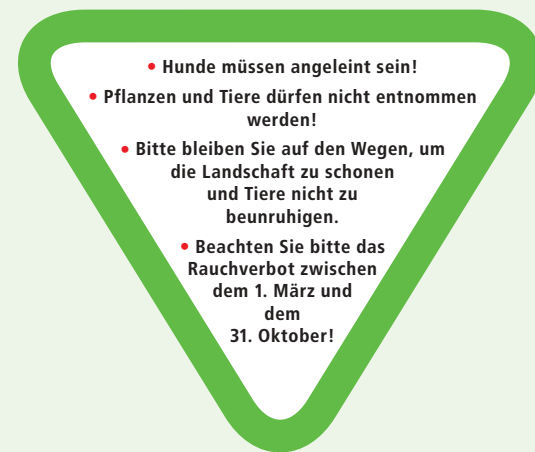 • Hunde müssen angeleint sein!
• Pflanzen und Tiere dürfen nicht entnommen
werden!
• Bitte bleiben Sie auf den Wegen, um
die Landschaft zu schonen
und Tiere nicht zu
beunruhigen.
• Beachten Sie bitte das
Rauchverbot zwischen
dem 1. März und
dem
31. Oktober!